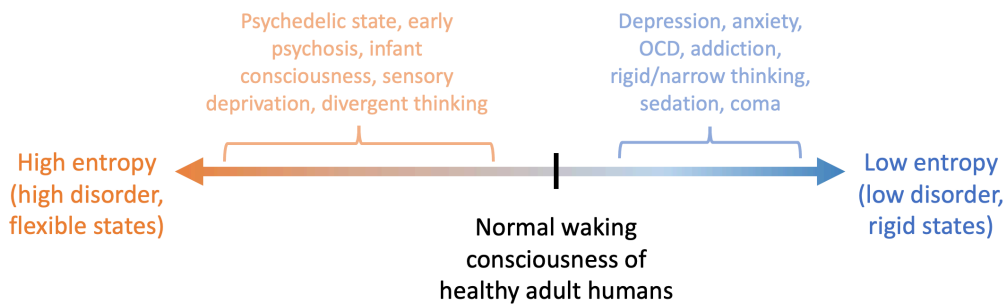 Psychedelic state, early
psychosis, infant
consciousness, sensory
deprivation, divergent thinking
Depression, anxiety,
OCD, addiction,
rigid/narrow thinking,
sedation, coma
High entropy
(high disorder,
flexible states)
Low entropy
(low disorder,
rigid states)
Normal waking
consciousness of
healthy adult humans